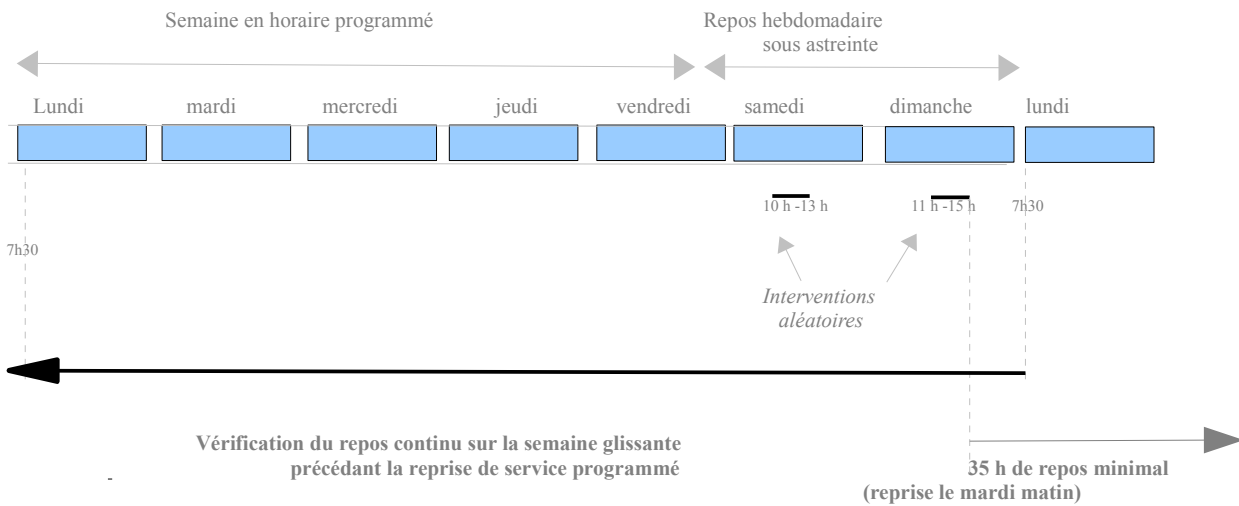 Semaine en horaire programmé
Repos hebdomadaire
sous astreinte
Lundi mardi mercredi jeudi vendredi samedi dimanche lundi
10 h -13 h 11 h -15 h 7h30
7h30
Interventions
aléatoires
Vérification du repos continu sur la semaine glissante
précédant la reprise de service programmé
35 h de repos minimal
(reprise le mardi matin)